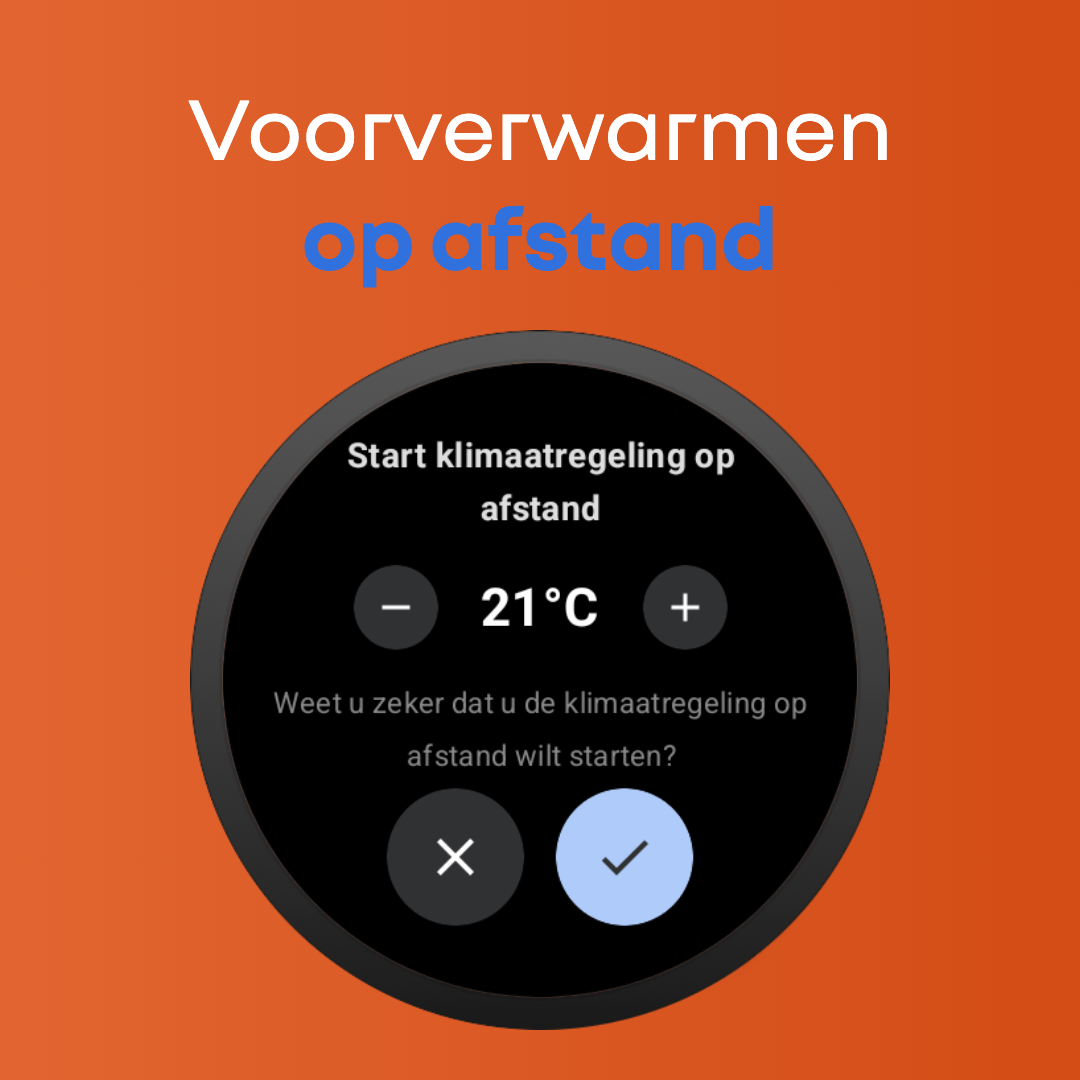 Voorverwarmen
op afstand
Start klimaatregeling op
afstand
21°C
Weet u zeker dat u de klimaatregeling op
afstand wilt starten?